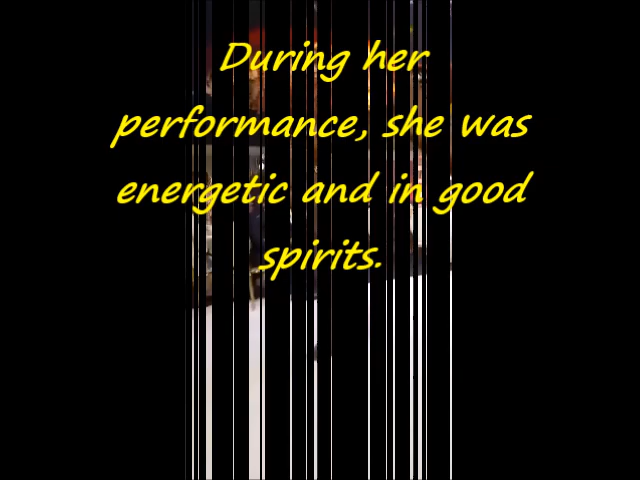 During her
performance, she was
energetic and in good
spirits.